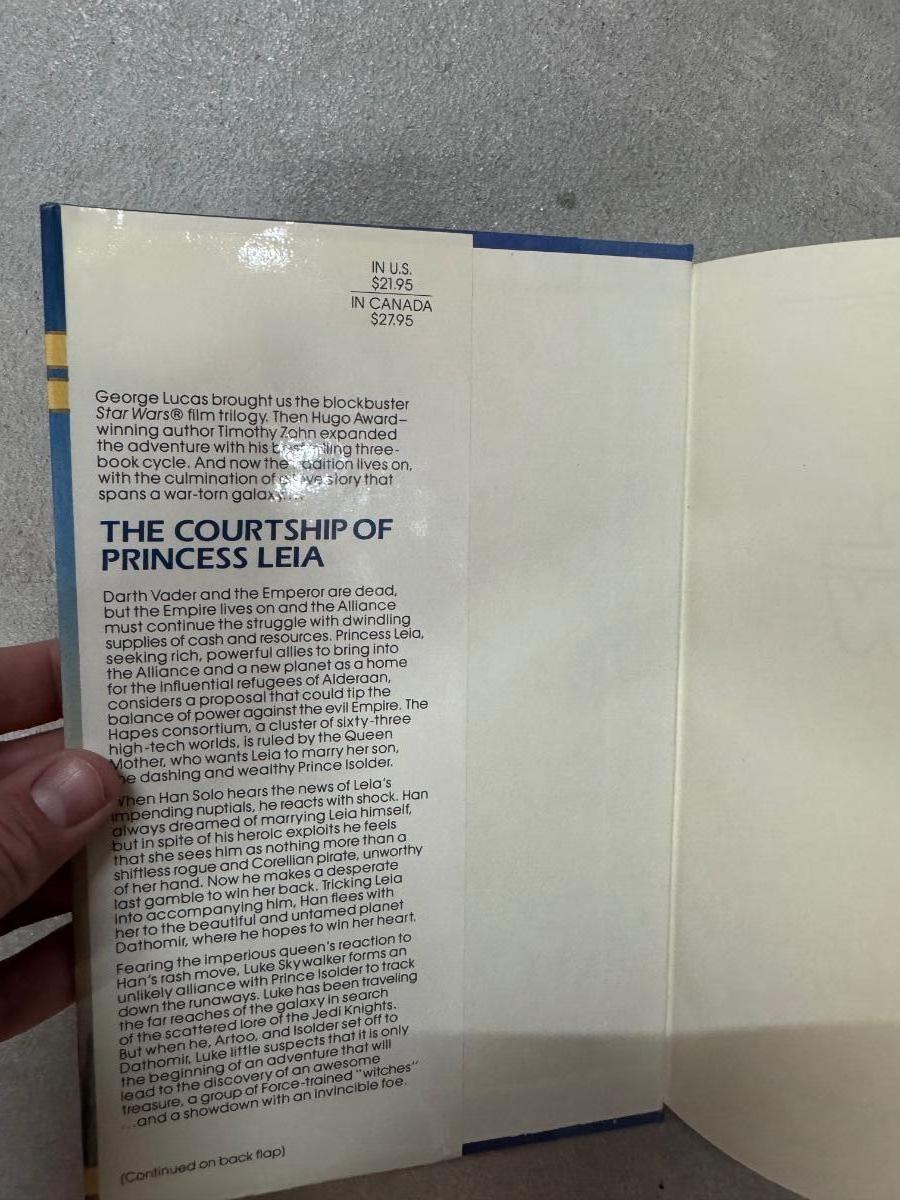 IN U.S.
$21.95
IN CANADA
$27.95
George Lucas brought us the blockbuster
Star Wars® film trilogy. Then Hugo Award–
winning author Timothy Zahn expanded
the adventure with his three-
book cycle. And now the lives on,
with the culmination of story that
spans a war-torn galaxy...
THE COURTSHIP OF
PRINCESS LEIA
Darth Vader and the Emperor are dead,
but the Empire lives on and the Alliance
must continue the struggle with dwindling
supplies of cash and resources. Princess Leia,
seeking rich, powerful allies to bring into
the Alliance and a new planet as a home
for the influential refugees of Alderaan,
considers a proposal that could tip the
balance of power against the evil Empire. The
Hapes consortium, a cluster of sixty-three
high-tech worlds, is ruled by the Queen
Mother, who wants Leia to marry her son,
the dashing and wealthy Prince Isolder.
When Han Solo hears the news of Leia's
impending nuptials, he reacts with shock. Han
always dreamed of marrying Leia himself,
but in spite of his heroic exploits he feels
that she sees him as nothing more than a
shiftless rogue and Corellian pirate, unworthy
of her hand. Now he makes a desperate
last gamble to win her back. Tricking Leia
into accompanying him, Han flees with
her to the beautiful and untamed planet
Dathomir, where he hopes to win her heart.
Fearing the imperious queen's reaction to
Han's rash move, Luke Skywalker forms an
unlikely alliance with Prince Isolder to track
down the runaways. Luke has been traveling
the far reaches of the galaxy in search
of the scattered lore of the Jedi Knights.
But when he, Artoo, and Isolder set off to
Dathomir, Luke little suspects that it is only
the beginning of an adventure that will
lead to the discovery of an awesome
treasure, a group of Force-trained "witches"
...and a showdown with an invincible foe.
(Continued on back flap)